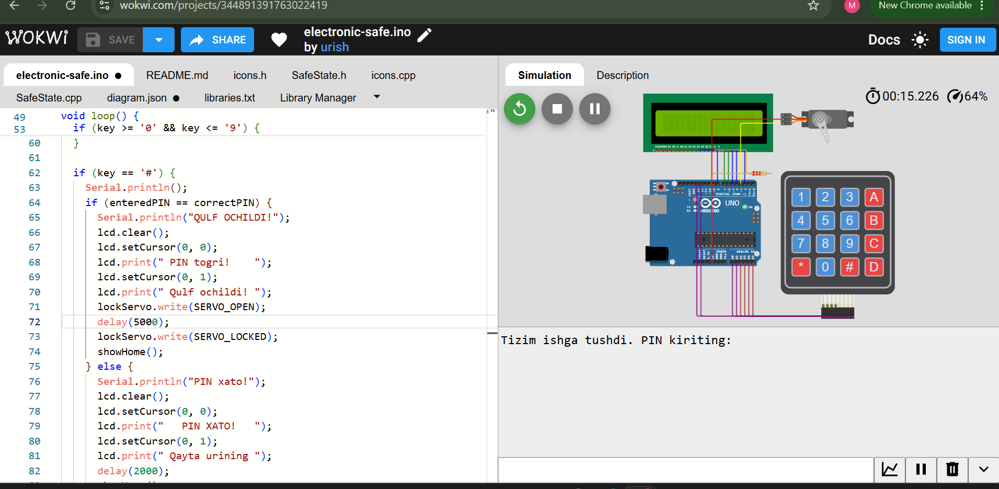 wokwi.com/projects/344891391763022419
M
New Chrome available
WOKWi
SAVE
SHARE
electronic-safe.ino
by urish
Docs
SIGN IN
electronic-safe.ino ●
README.md
icons.h
SafeState.h
icons.cpp
SafeState.cpp
diagram.json ●
libraries.txt
Library Manager
49 void loop() {
53 if (key >= '0' && key <= '9') {
60 }
61
62 if (key == '#') {
63 Serial.println();
64 if (enteredPIN == correctPIN) {
65 Serial.println("QULF OCHILDI!");
66 lcd.clear();
67 lcd.setCursor(0, 0);
68 lcd.print(" PIN togri!    ");
69 lcd.setCursor(0, 1);
70 lcd.print(" Qulf ochildi! ");
71 lockServo.write(SERVO_OPEN);
72 delay(5000);
73 lockServo.write(SERVO_LOCKED);
74 showHome();
75 } else {
76 Serial.println("PIN xato!");
77 lcd.clear();
78 lcd.setCursor(0, 0);
79 lcd.print("   PIN XATO!   ");
80 lcd.setCursor(0, 1);
81 lcd.print(" Qayta urining ");
82 delay(2000);
Simulation
Description
00:15.226
64%
DIGITAL (PWM ~)
UNO
ARDUINO
L
TX
RX
ON
POWER
ANALOG IN
1 2 3 A
4 5 6 B
7 8 9 C
* 0 # D
Tizim ishga tushdi. PIN kiriting: